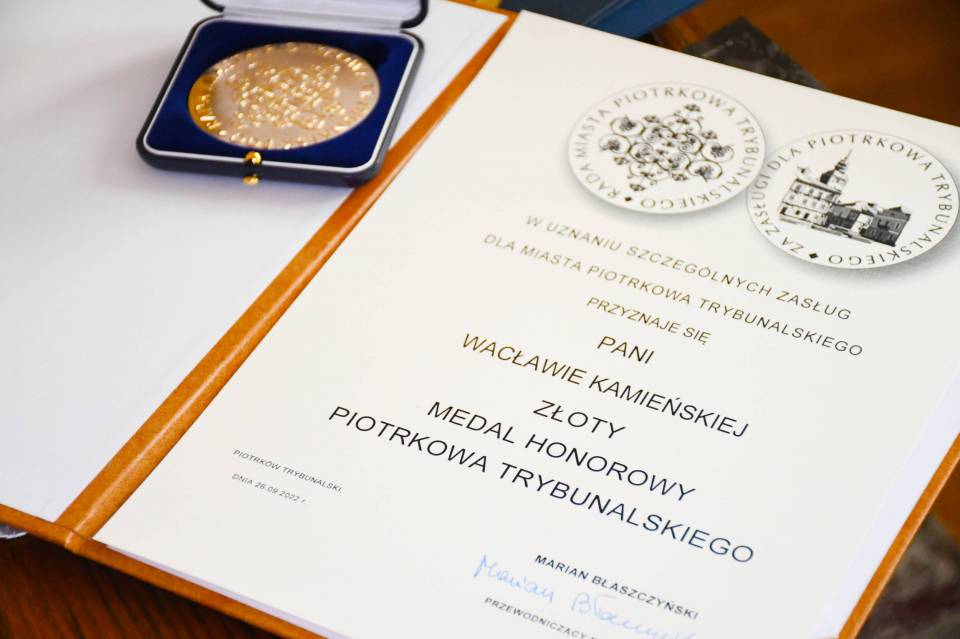 RADA MIASTA PIOTRKOWA TRYBUNALSKIEGO
ZA ZASŁUGI DLA PIOTRKOWA TRYBUNALSKIEGO
W UZNANIU SZCZEGÓLNYCH ZASŁUG
DLA MIASTA PIOTRKOWA TRYBUNALSKIEGO
PRZYZNAJE SIĘ
PANI
WACŁAWIE KAMIEŃSKIEJ
ZŁOTY
MEDAL HONOROWY
PIOTRKOWA TRYBUNALSKIEGO
PIOTRKÓW TRYBUNALSKI,
DNIA 26.09.2022 r.
MARIAN BŁASZCZYŃSKI
Marian
PRZEWODNICZĄCY